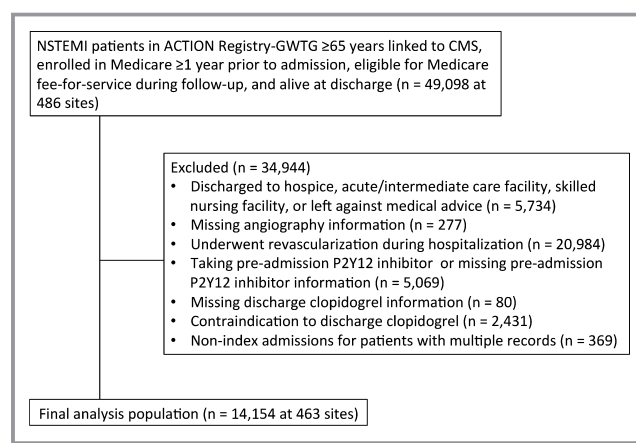 NSTEMI patients in ACTION Registry-GWTG ≥65 years linked to CMS,
enrolled in Medicare ≥1 year prior to admission, eligible for Medicare
fee-for-service during follow-up, and alive at discharge (n = 49,098 at
486 sites)
Excluded (n = 34,944)
• Discharged to hospice, acute/intermediate care facility, skilled
nursing facility, or left against medical advice (n = 5,734)
• Missing angiography information (n = 277)
• Underwent revascularization during hospitalization (n = 20,984)
• Taking pre-admission P2Y12 inhibitor or missing pre-admission
P2Y12 inhibitor information (n = 5,069)
• Missing discharge clopidogrel information (n = 80)
• Contraindication to discharge clopidogrel (n = 2,431)
• Non-index admissions for patients with multiple records (n = 369)
Final analysis population (n = 14,154 at 463 sites)